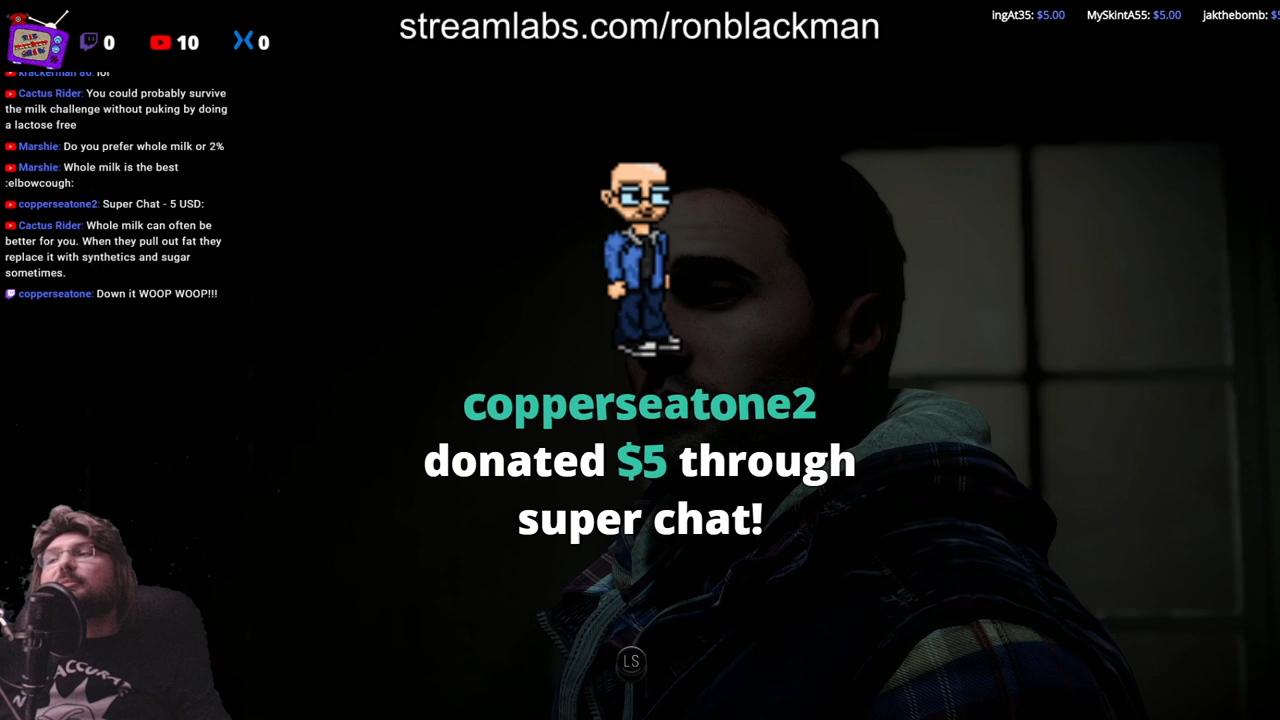 streamlabs.com/ronblackman
ingAt35: $5.00 MySkintA55: $5.00 jakthebomb:
0 10 0
krackerman 86: lol
Cactus Rider: You could probably survive
the milk challenge without puking by doing
a lactose free
Marshie: Do you prefer whole milk or 2%
Marshie: Whole milk is the best
:elbowcough:
copperseatone2: Super Chat - 5 USD:
Cactus Rider: Whole milk can often be
better for you. When they pull out fat they
replace it with synthetics and sugar
sometimes.
copperseatone: Down it WOOP WOOP!!!
copperseatone2
donated $5 through
super chat!
LS
ACCURA